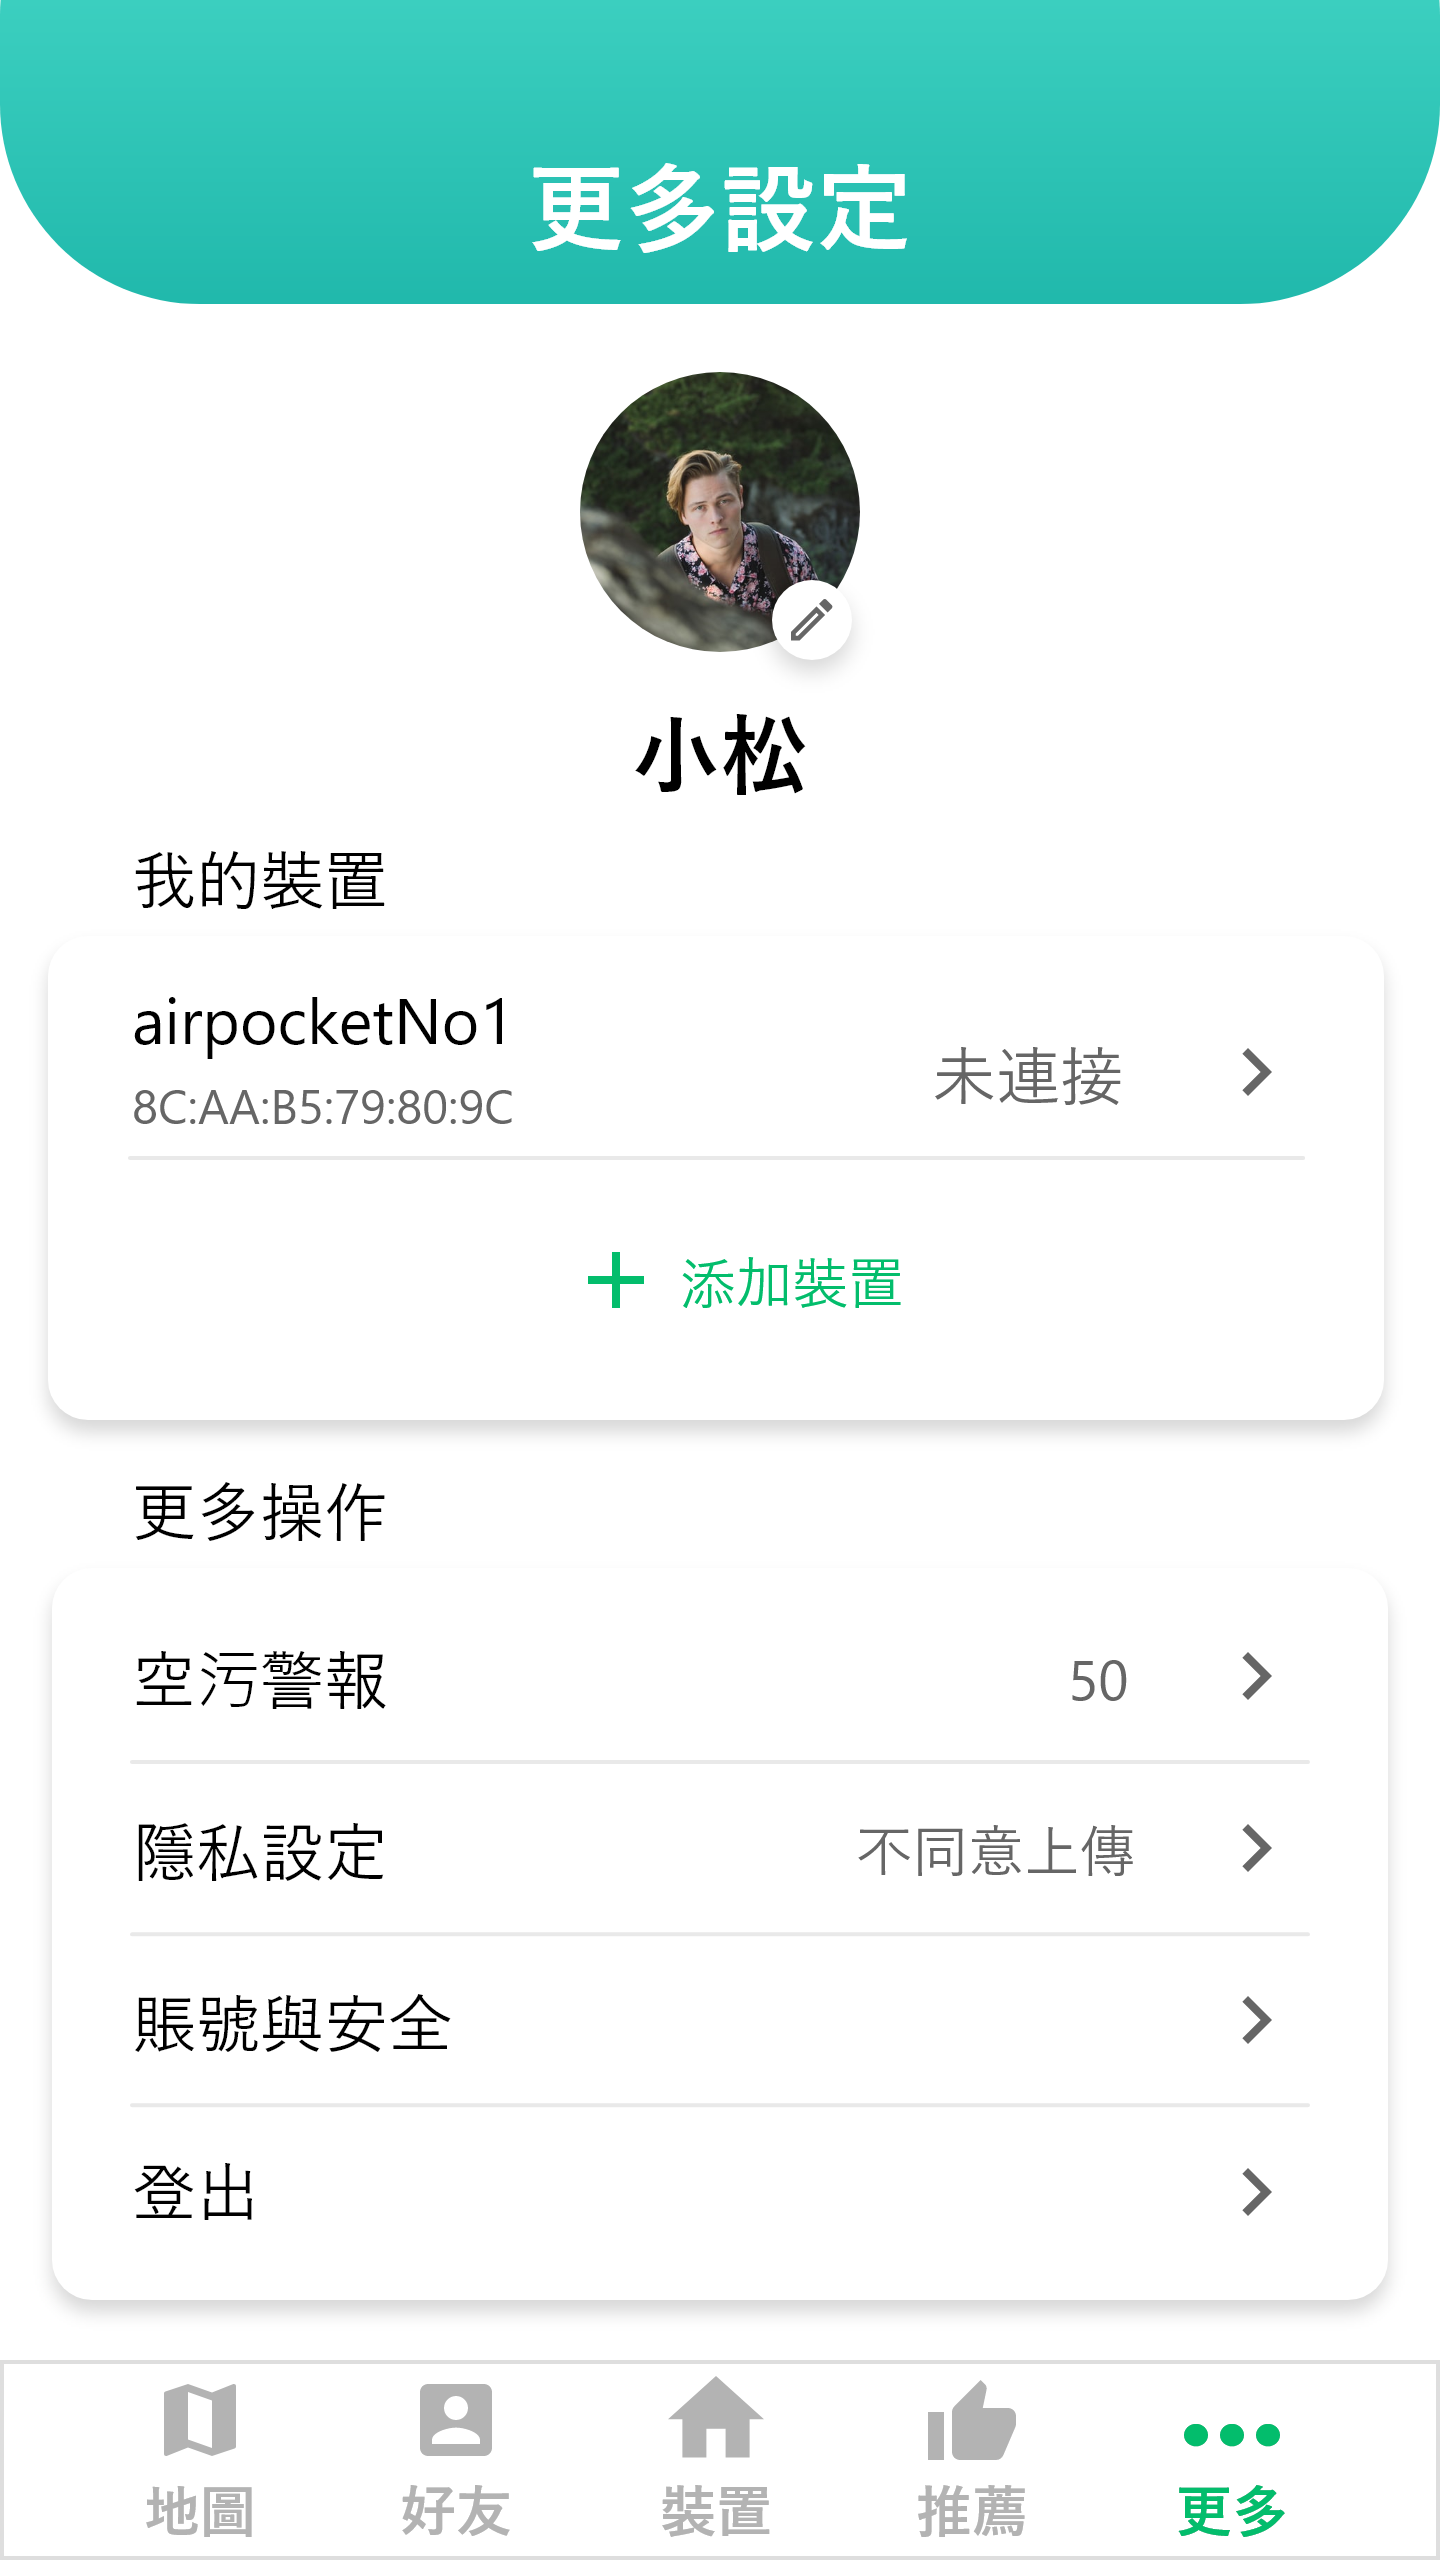 更多設定
小松
我的裝置
airpocketNo1
8C:AA:B5:79:80:9C
未連接
添加裝置
更多操作
空污警報
50
隱私設定
不同意上傳
賬號與安全
登出
地圖
好友
裝置
推薦
更多